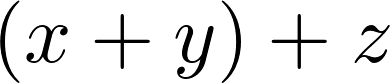 (x + y) + z